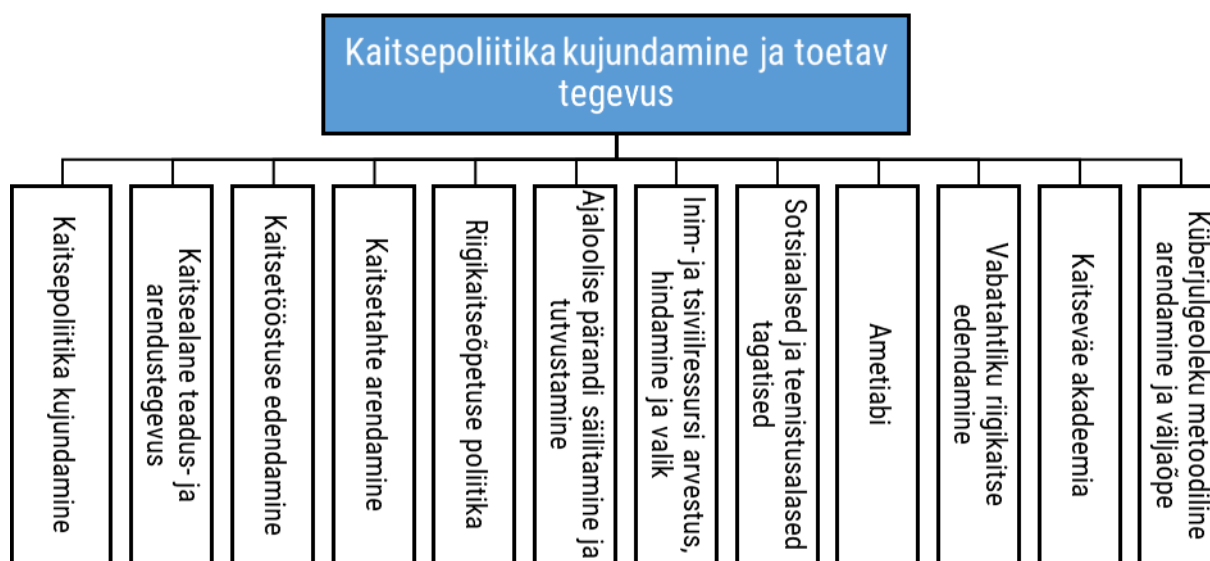 Kaitsepoliitika kujundamine ja toetav
tegevus
Kaitsepoliitika kujundamine
Kaitsealane teadus- ja
arendustegevus
Kaitsetööstuse edendamine
Kaitsetahte arendamine
Riigikaitseõpetuse poliitika
Ajaloolise pärandi säilitamine ja
tutvustamine
Inim- ja tsiviilressursi arvestus,
hindamine ja valik
Sotsiaalsed ja teenistusalased
tagatised
Ametiabi
Vabatahtliku riigikaitse
edendamine
Kaitseväe akadeemia
Küberjulgeoleku metoodiline
arendamine ja väljaõpe